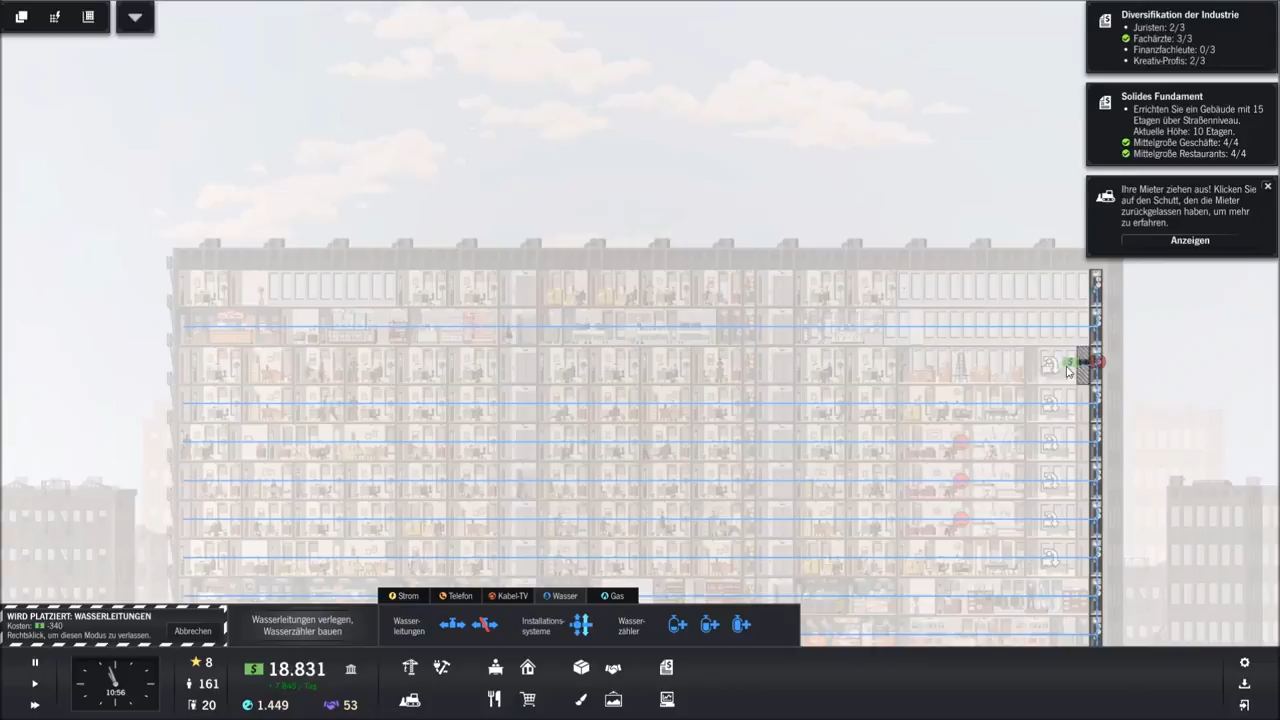 Diversifikation der Industrie
• Juristen: 2/3
Fachärzte: 3/3
• Finanzfachleute: 0/3
• Kreativ-Profis: 2/3
Solides Fundament
• Errichten Sie ein Gebäude mit 15
Etagen über Straßenniveau.
Aktuelle Höhe: 10 Etagen.
Mittelgroße Geschäfte: 4/4
Mittelgroße Restaurants: 4/4
Ihre Mieter ziehen aus! Klicken Sie
auf den Schutt, den die Mieter
zurückgelassen haben, um mehr
zu erfahren.
Anzeigen
Strom Telefon Kabel-TV Wasser Gas
WIRD PLATZIERT: WASSERLEITUNGEN
Kosten: -340
Rechtsklick, um diesen Modus zu verlassen.
Abbrechen
Wasserleitungen verlegen,
Wasserzähler bauen
Wasser-
leitungen
Installations-
systeme
Wasser-
zähler
10:56
8
161
20
18.831
+7.845/Tag
1.449
53